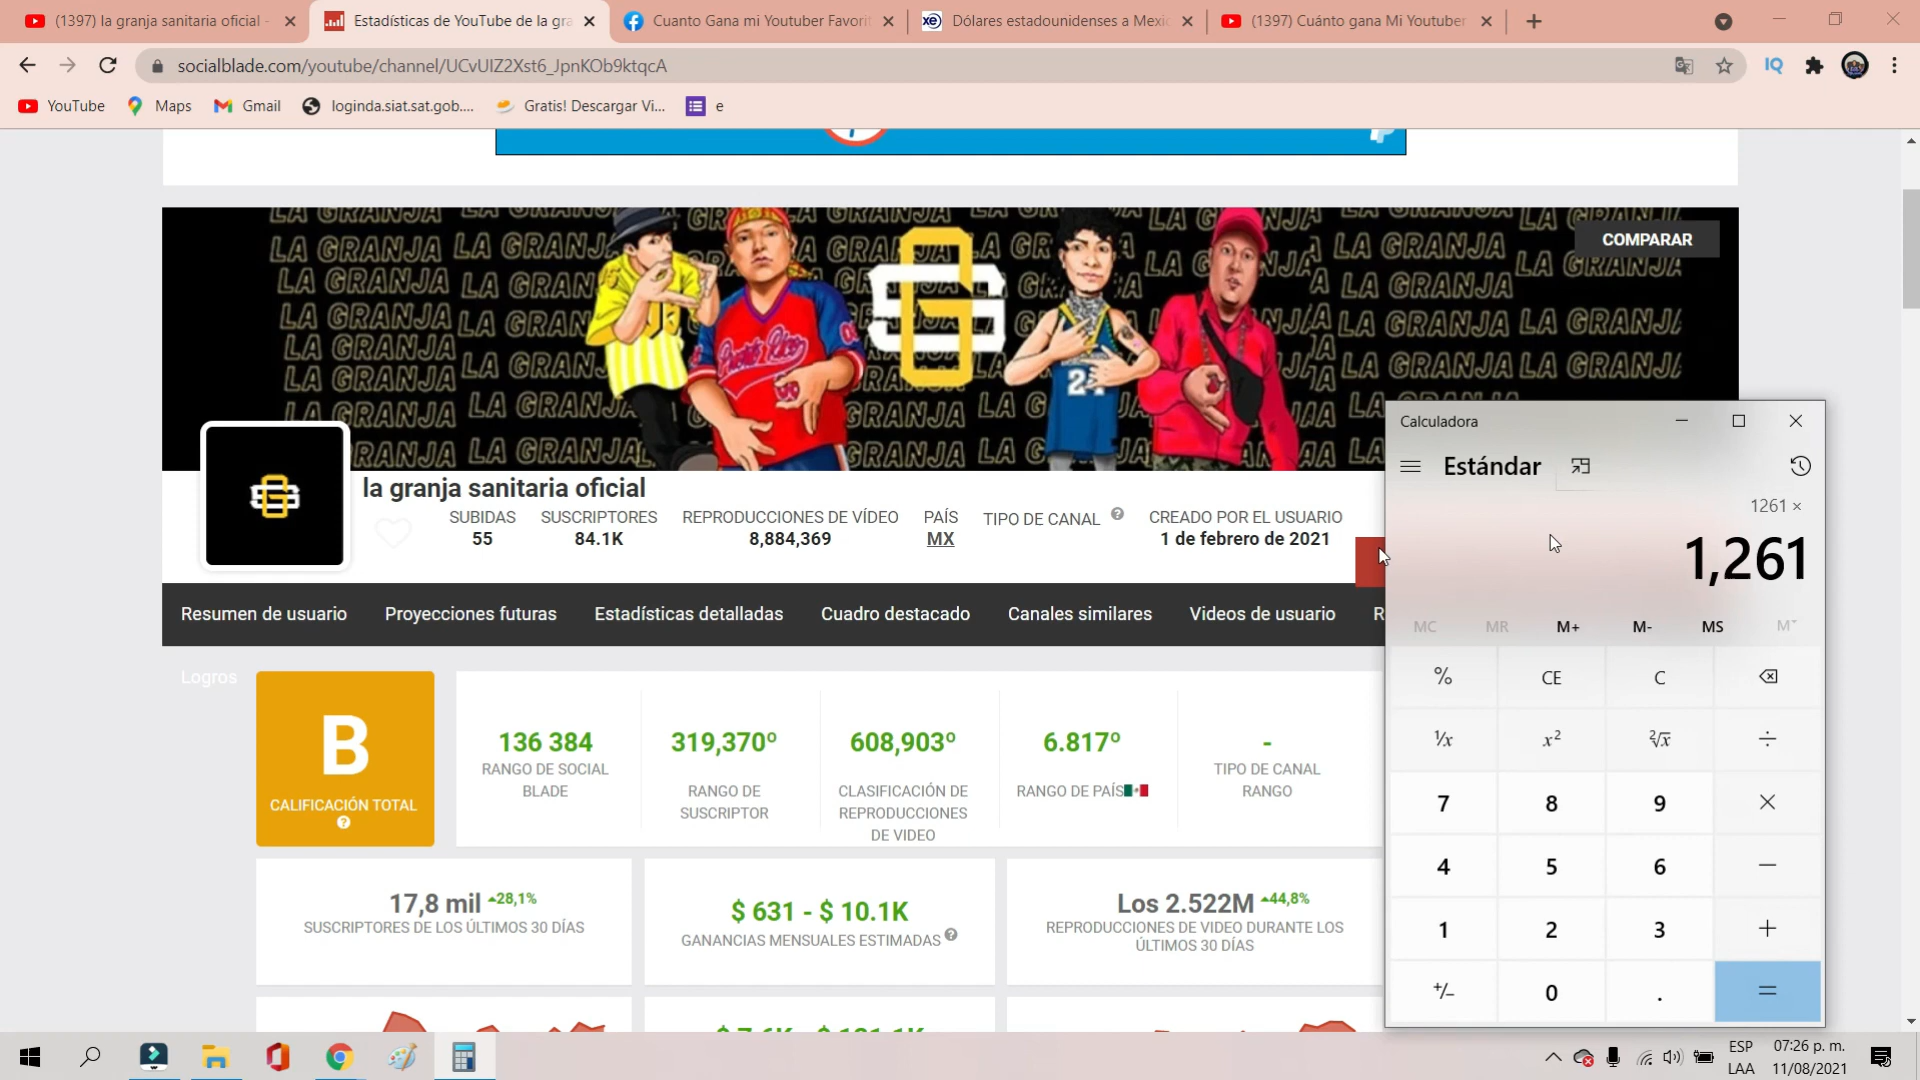 (1397) la granja sanitaria oficial -
Estadísticas de YouTube de la gra
Cuanto Gana mi Youtuber Favorit
Dólares estadounidenses a Mexic
(1397) Cuánto gana Mi Youtuber
socialblade.com/youtube/channel/UCvUIZ2Xst6_JpnKOb9ktqcA
YouTube
Maps
Gmail
loginda.siat.sat.gob....
Gratis! Descargar Vi...
e
COMPARAR
la granja sanitaria oficial
SUBIDAS
55
SUSCRIPTORES
84.1K
REPRODUCCIONES DE VÍDEO
8,884,369
PAÍS
MX
TIPO DE CANAL
CREADO POR EL USUARIO
1 de febrero de 2021
Resumen de usuario
Proyecciones futuras
Estadísticas detalladas
Cuadro destacado
Canales similares
Videos de usuario
R
Logros
B
CALIFICACIÓN TOTAL
136 384
RANGO DE SOCIAL
BLADE
319,370º
RANGO DE
SUSCRIPTOR
608,903º
CLASIFICACIÓN DE
REPRODUCCIONES
DE VIDEO
6.817º
RANGO DE PAÍS
-
TIPO DE CANAL
RANGO
17,8 mil 28,1%
SUSCRIPTORES DE LOS ÚLTIMOS 30 DÍAS
$ 631 - $ 10.1K
GANANCIAS MENSUALES ESTIMADAS
Los 2.522M 44,8%
REPRODUCCIONES DE VIDEO DURANTE LOS
ÚLTIMOS 30 DÍAS
Calculadora
Estándar
1261 ×
1,261
MC MR M+ M- MS M
% CE C
⅟x x² ²√x ÷
7 8 9 ×
4 5 6 −
1 2 3 +
+/− 0 . =
ESP
LAA
07:26 p. m.
11/08/2021